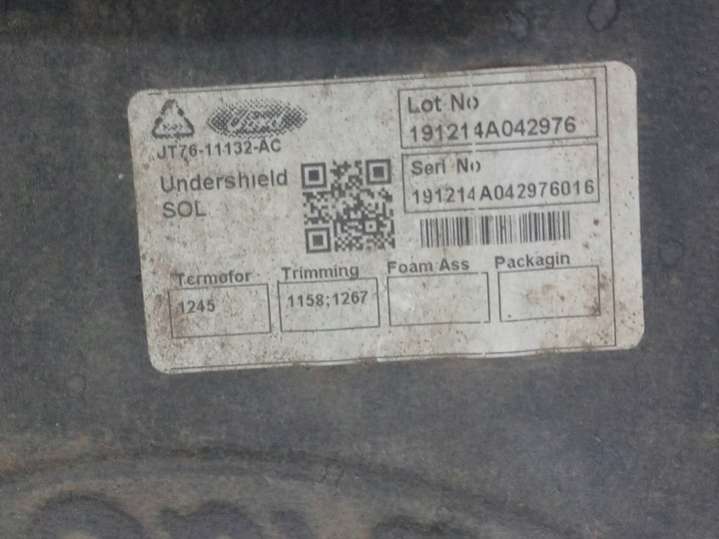 Ford
JT76-11132-AC
Undershield
SOL
Lot No
191214A042976
Seri No
191214A042976016
Termofor
1245
Trimming
1158;1267
Foam Ass
Packagin